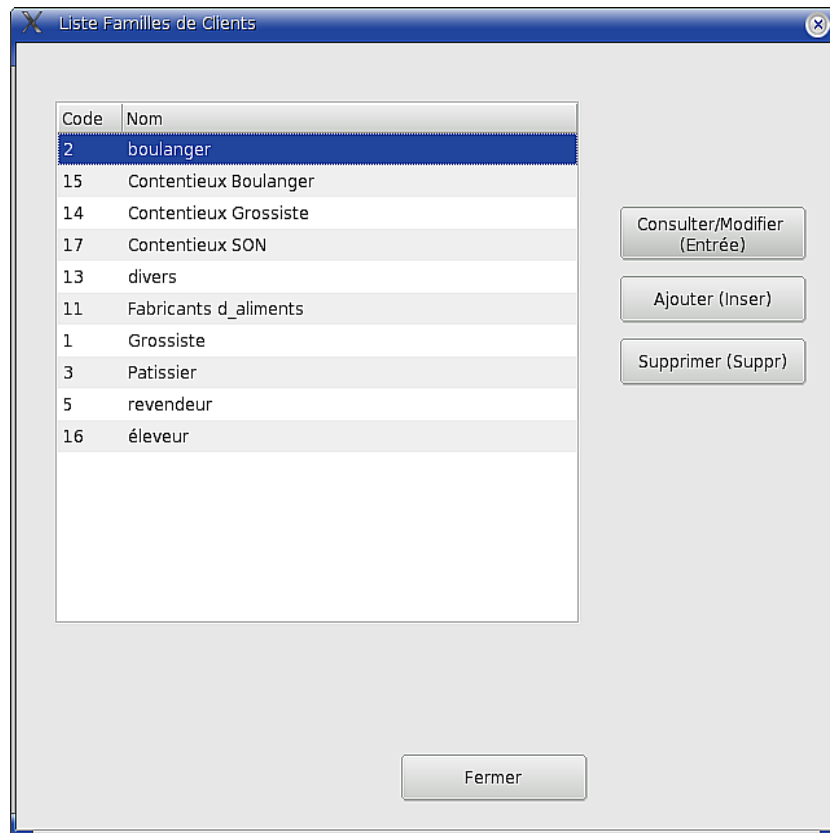 Liste Familles de Clients
Code Nom
2 boulanger
15 Contentieux Boulanger
14 Contentieux Grossiste
17 Contentieux SON
13 divers
11 Fabricants d_aliments
1 Grossiste
3 Patissier
5 revendeur
16 éleveur
Consulter/Modifier
(Entrée)
Ajouter (Inser)
Supprimer (Suppr)
Fermer